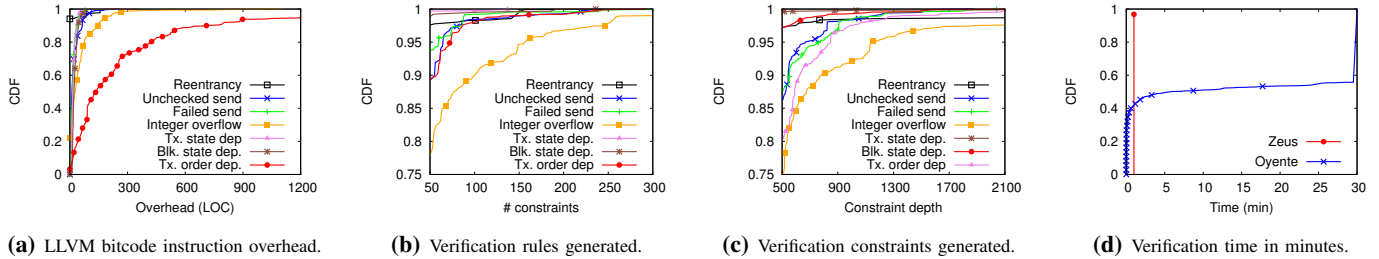 CDF
1
0.8
0.6
0.4
0.2
0
0 300 600 900 1200
Overhead (LOC)
Reentrancy
Unchecked send
Failed send
Integer overflow
Tx. state dep.
Blk. state dep.
Tx. order dep.
(a) LLVM bitcode instruction overhead.
CDF
1
0.95
0.9
0.85
0.8
0.75
50 100 150 200 250 300
# constraints
Reentrancy
Unchecked send
Failed send
Integer overflow
Tx. state dep.
Blk. state dep.
Tx. order dep.
(b) Verification rules generated.
CDF
1
0.95
0.9
0.85
0.8
0.75
500 900 1300 1700 2100
Constraint depth
Reentrancy
Unchecked send
Failed send
Integer overflow
Blk. state dep.
Tx. order dep.
Tx. state dep.
(c) Verification constraints generated.
CDF
1
0.8
0.6
0.4
0.2
0
0 5 10 15 20 25 30
Time (min)
Zeus
Oyente
(d) Verification time in minutes.